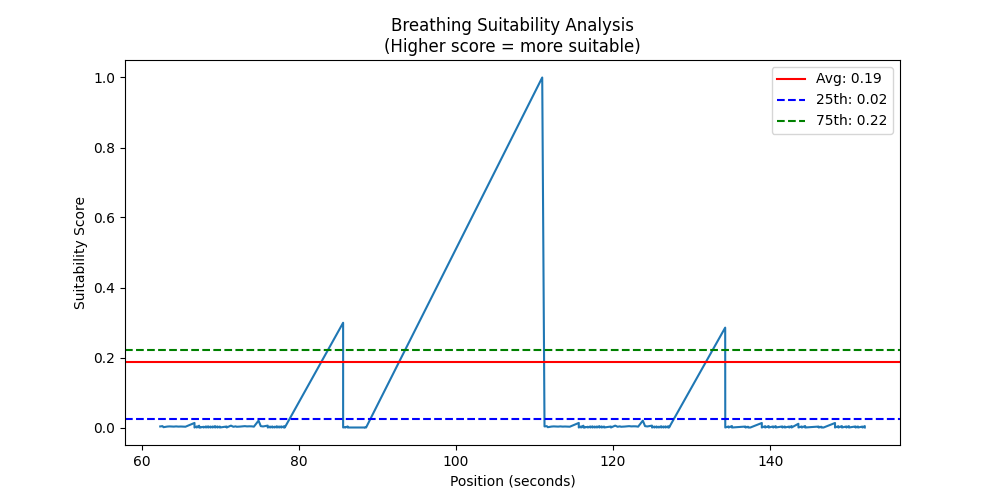 Breathing Suitability Analysis
(Higher score = more suitable)
Avg: 0.19
25th: 0.02
75th: 0.22
Suitability Score
1.0
0.8
0.6
0.4
0.2
0.0
60
80
100
120
140
Position (seconds)